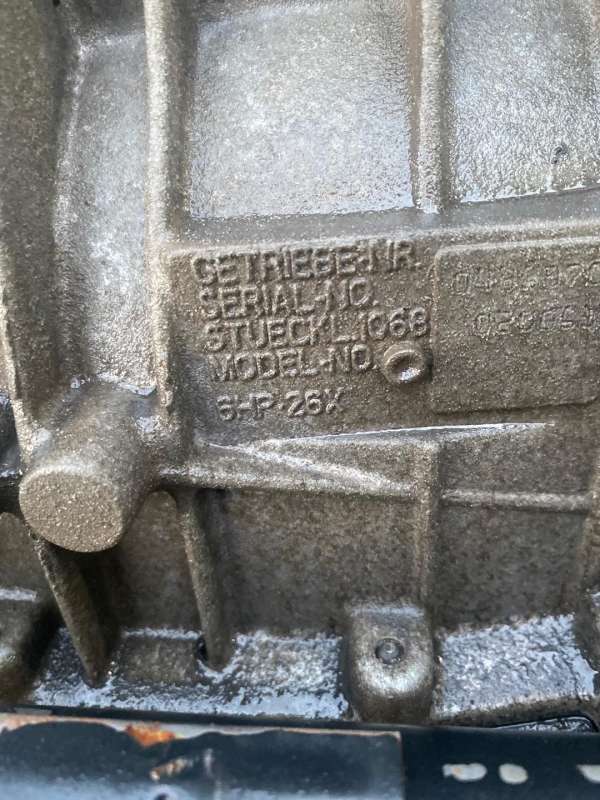 GETRIEBE-NR.
SERIAL-NO.
STUECKL.1068
MODEL-NO.
6HP·26X